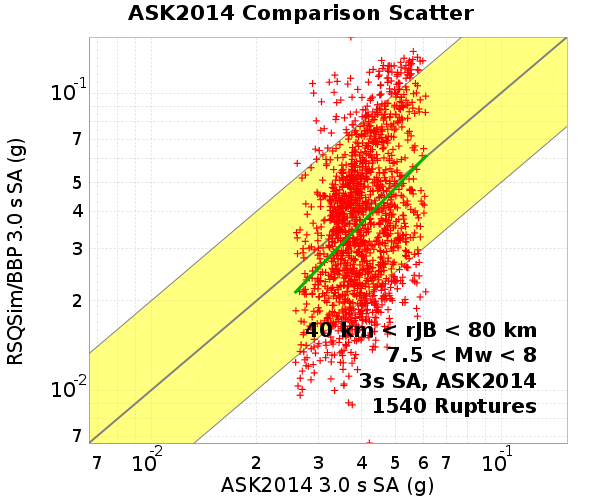 ASK2014 Comparison Scatter
RSQSim/BBP 3.0 s SA (g)
10-1
7
5
4
3
2
10-2
7
40 km < rJB < 80 km
7.5 < Mw < 8
3s SA, ASK2014
1540 Ruptures
7 10-2 2 3 4 5 6 7 10-1
ASK2014 3.0 s SA (g)